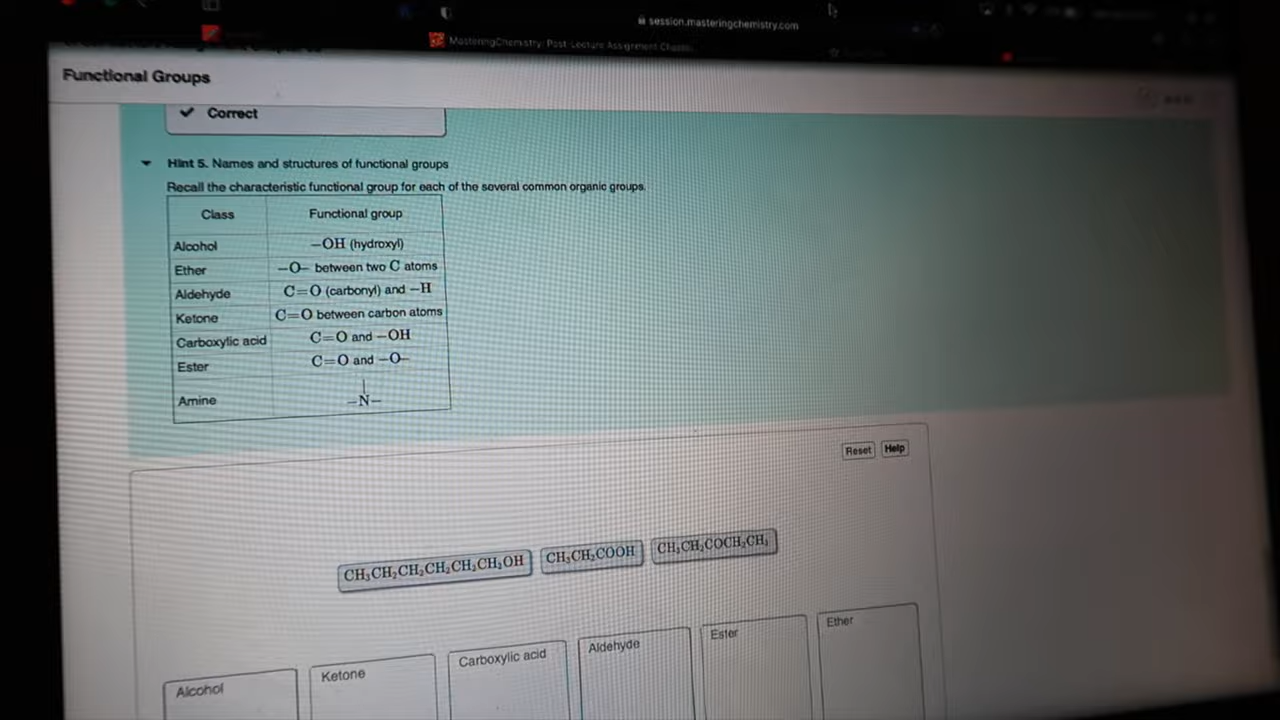 session.masteringchemistry.com
MasteringChemistry: Post-Lecture Assignment
Functional Groups
✓ Correct
Hint 5. Names and structures of functional groups
Recall the characteristic functional group for each of the several common organic groups.
Class Functional group
Alcohol –OH (hydroxyl)
Ether –O– between two C atoms
Aldehyde C=O (carbonyl) and –H
Ketone C=O between carbon atoms
Carboxylic acid C=O and –OH
Ester C=O and –O–
Amine –N–
Reset Help
CH₃CH₂CH₂CH₂CH₂CH₂OH CH₃CH₂COOH CH₃CH₂COCH₂CH₃
Alcohol Ketone Carboxylic acid Aldehyde Ester Ether